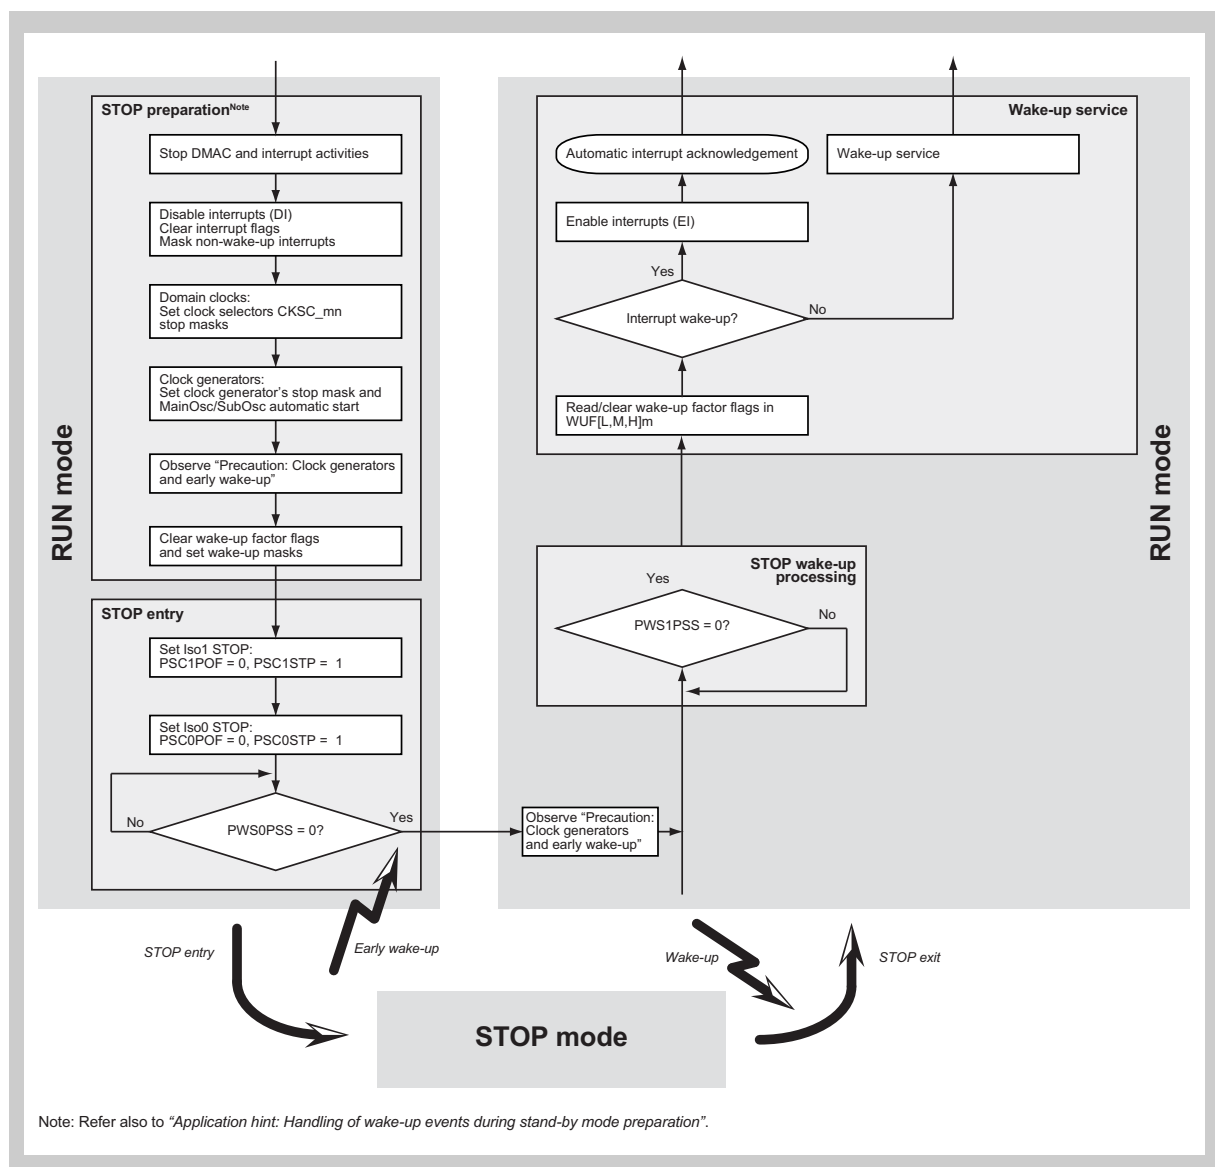 STOP preparationNote
Stop DMAC and interrupt activities
Disable interrupts (DI)
Clear interrupt flags
Mask non-wake-up interrupts
Domain clocks:
Set clock selectors CKSC_mn
stop masks
Clock generators:
Set clock generator's stop mask and
MainOsc/SubOsc automatic start
Observe “Precaution: Clock generators
and early wake-up”
Clear wake-up factor flags
and set wake-up masks
RUN mode
STOP entry
Set Iso1 STOP:
PSC1POF = 0, PSC1STP = 1
Set Iso0 STOP:
PSC0POF = 0, PSC0STP = 1
No
PWS0PSS = 0?
Yes
Wake-up service
Automatic interrupt acknowledgement
Wake-up service
Enable interrupts (EI)
Yes
Interrupt wake-up?
No
Read/clear wake-up factor flags in
WUF[L,M,H]m
RUN mode
STOP wake-up
processing
Yes
PWS1PSS = 0?
No
Observe “Precaution:
Clock generators
and early wake-up”
STOP entry
Early wake-up
Wake-up
STOP exit
STOP mode
Note: Refer also to “Application hint: Handling of wake-up events during stand-by mode preparation”.